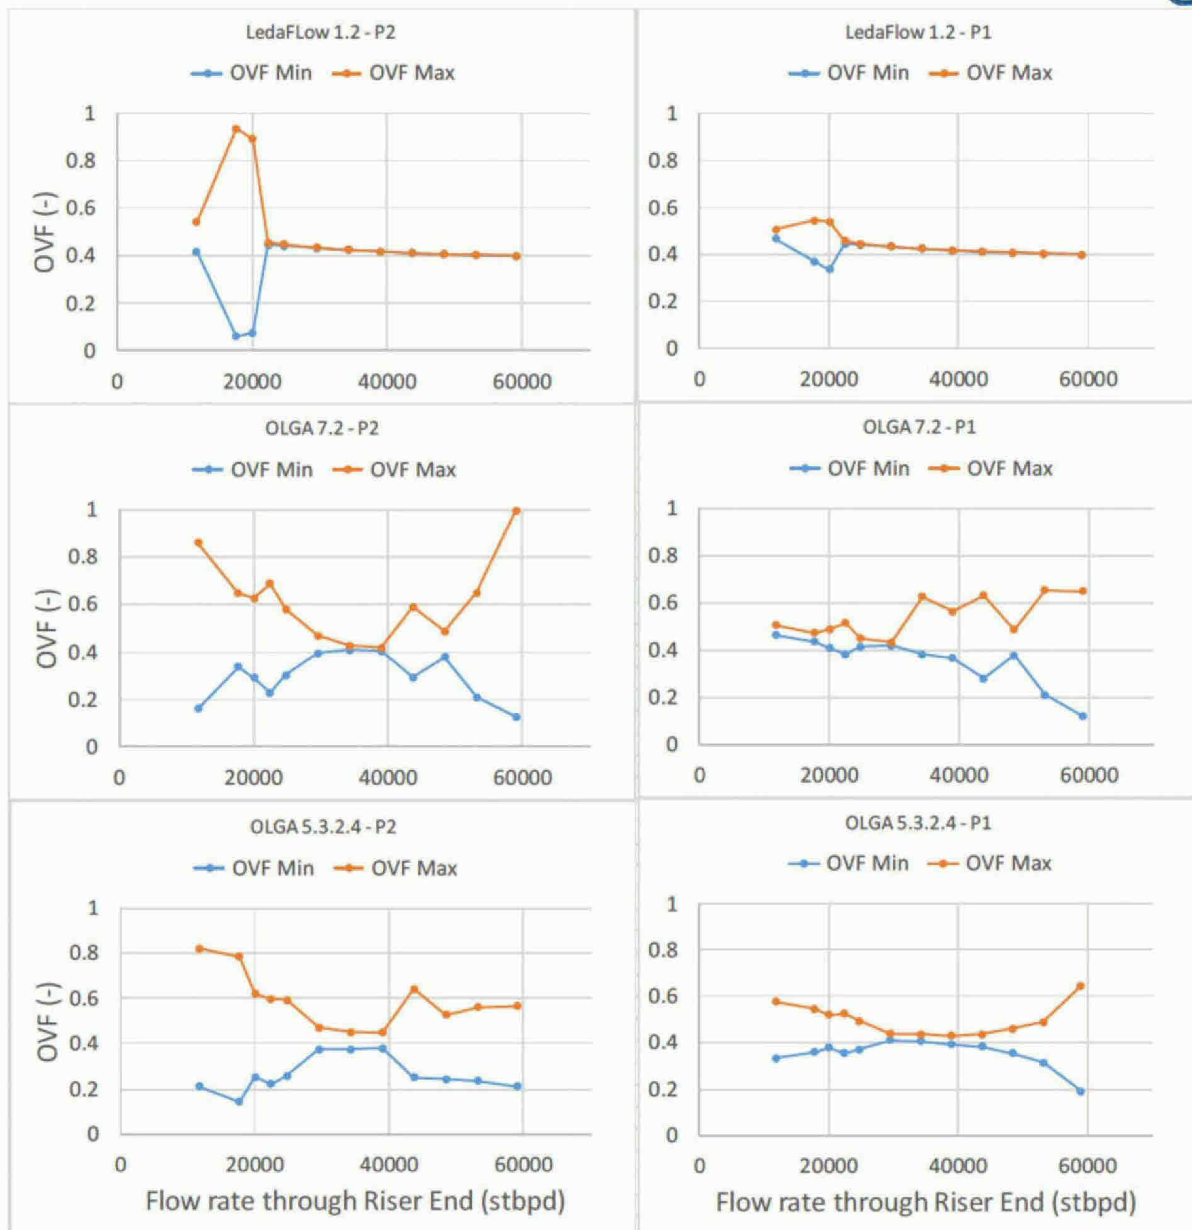 LedaFLow 1.2 - P2
OVF Min OVF Max
1
0.8
0.6
0.4
0.2
0
OVF (-)
0 20000 40000 60000
LedaFlow 1.2 - P1
OVF Min OVF Max
1
0.8
0.6
0.4
0.2
0
0 20000 40000 60000
OLGA 7.2 - P2
OVF Min OVF Max
1
0.8
0.6
0.4
0.2
0
OVF (-)
0 20000 40000 60000
OLGA 7.2 - P1
OVF Min OVF Max
1
0.8
0.6
0.4
0.2
0
0 20000 40000 60000
OLGA 5.3.2.4 - P2
OVF Min OVF Max
1
0.8
0.6
0.4
0.2
0
OVF (-)
0 20000 40000 60000
Flow rate through Riser End (stbpd)
OLGA 5.3.2.4 - P1
OVF Min OVF Max
1
0.8
0.6
0.4
0.2
0
0 20000 40000 60000
Flow rate through Riser End (stbpd)